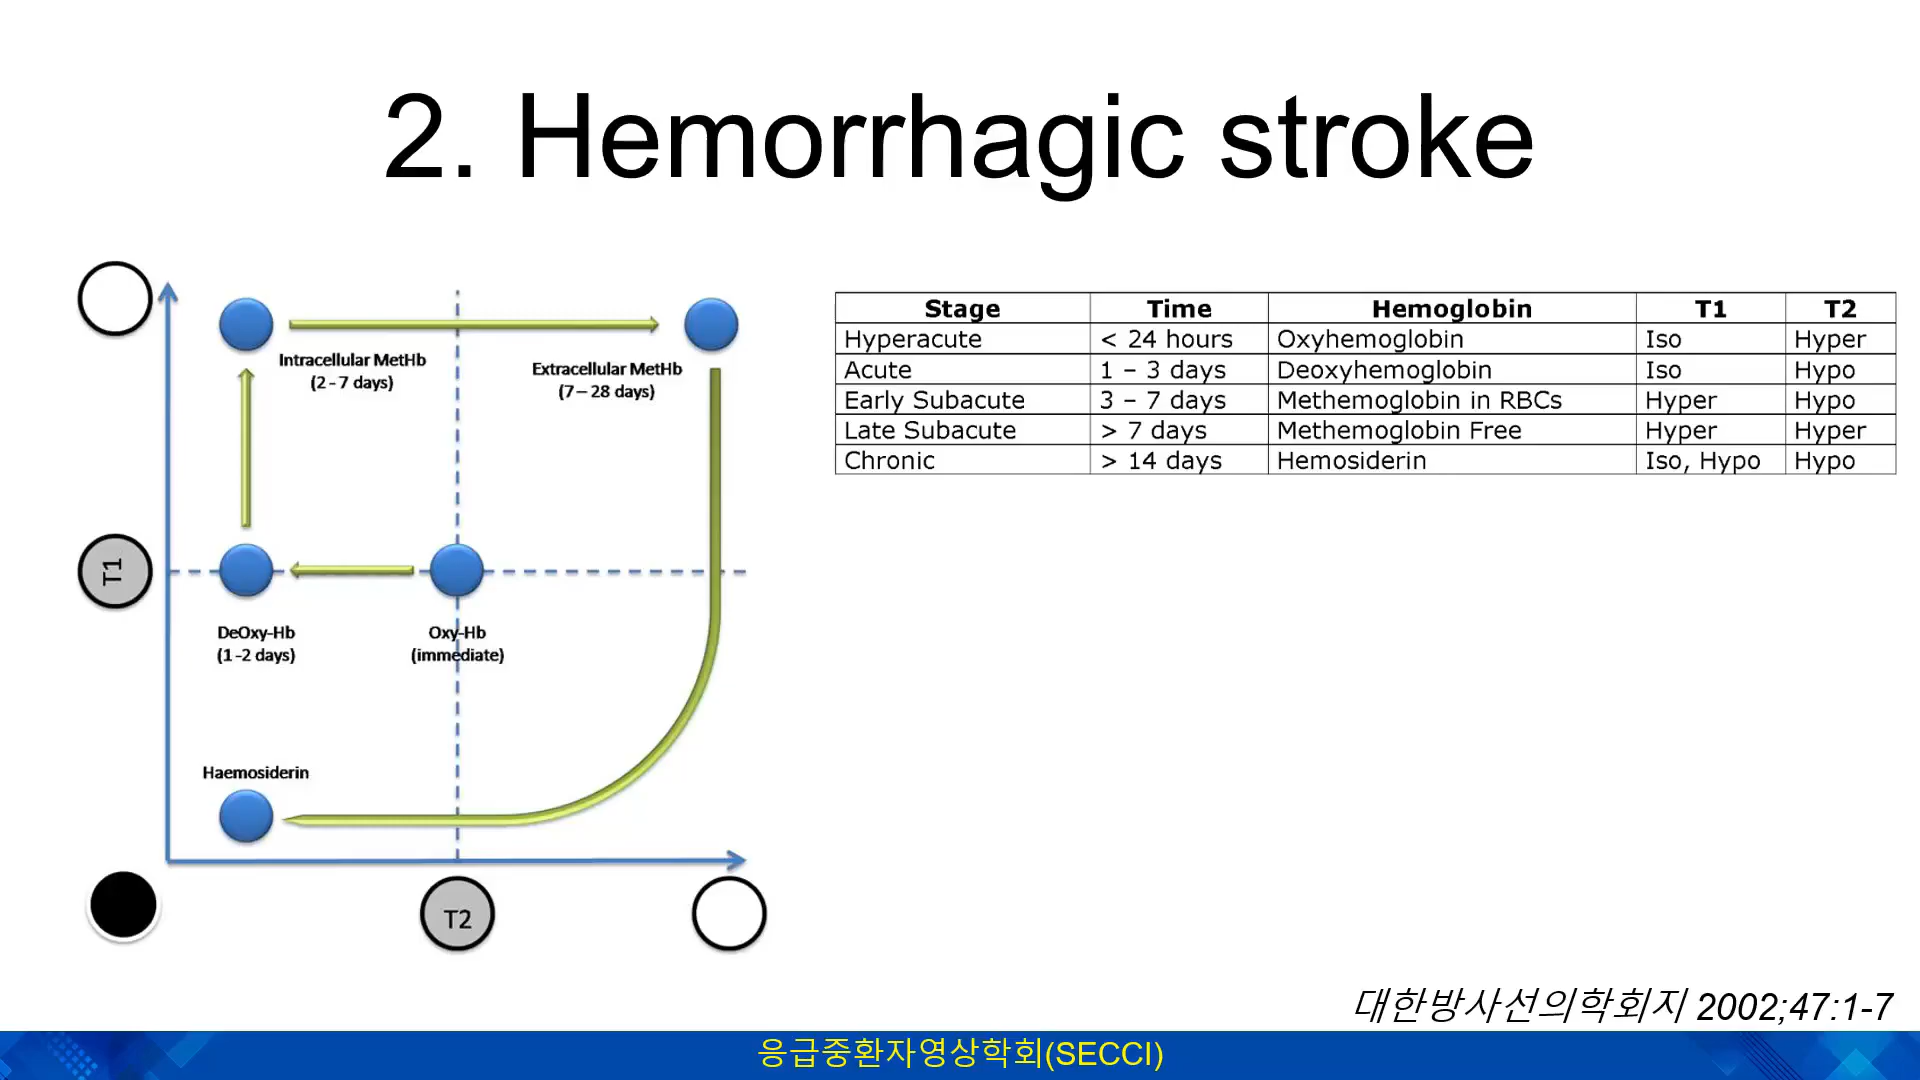 2. Hemorrhagic stroke
Intracellular MetHb
(2 - 7 days)
Extracellular MetHb
(7 – 28 days)
T1
DeOxy-Hb
(1 -2 days)
Oxy-Hb
(immediate)
Haemosiderin
T2
Stage Time Hemoglobin T1 T2
Hyperacute < 24 hours Oxyhemoglobin Iso Hyper
Acute 1 – 3 days Deoxyhemoglobin Iso Hypo
Early Subacute 3 – 7 days Methemoglobin in RBCs Hyper Hypo
Late Subacute > 7 days Methemoglobin Free Hyper Hyper
Chronic > 14 days Hemosiderin Iso, Hypo Hypo
대한방사선의학회지 2002;47:1-7
응급중환자영상학회(SECCI)